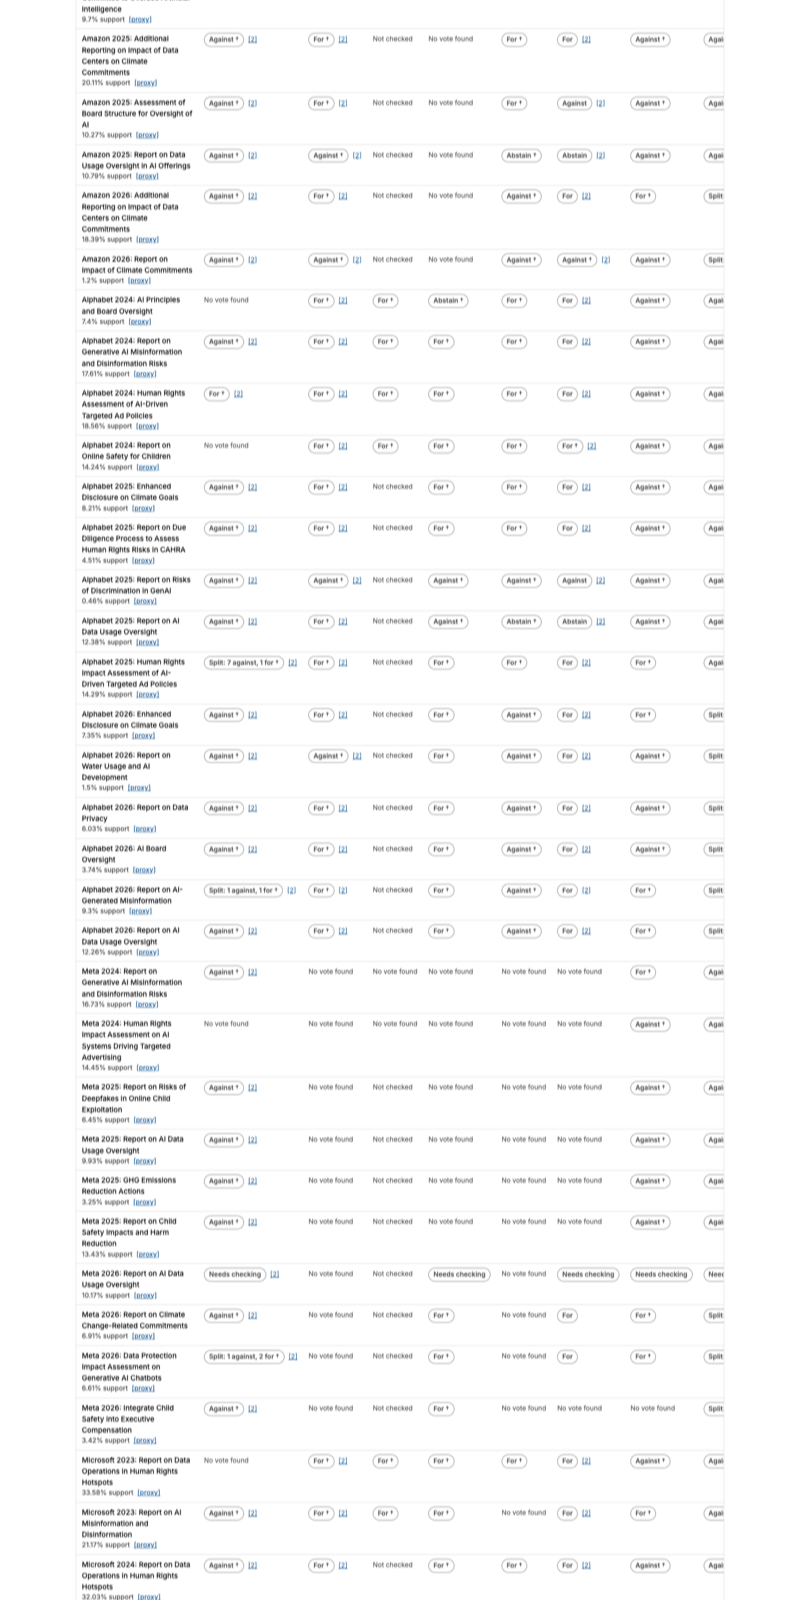 Intelligence
9.7% support [proxy]
Amazon 2025: Additional Against † [2] For † [2] Not checked No vote found For † For [2] Against † Agai
Reporting on Impact of Data
Centers on Climate
Commitments
20.11% support [proxy]
Amazon 2025: Assessment of Against † [2] For † [2] Not checked No vote found For † Against [2] Against † Agai
Board Structure for Oversight of
AI
10.27% support [proxy]
Amazon 2025: Report on Data Against † [2] Against † [2] Not checked No vote found Abstain † Abstain [2] Against † Agai
Usage Oversight in AI Offerings
10.79% support [proxy]
Amazon 2026: Additional Against † [2] For † [2] Not checked No vote found Against † For [2] For † Split
Reporting on Impact of Data
Centers on Climate
Commitments
18.39% support [proxy]
Amazon 2026: Report on Against † [2] Against † [2] Not checked No vote found Against † Against † [2] Against † Split
Impact of Climate Commitments
1.2% support [proxy]
Alphabet 2024: AI Principles No vote found For † [2] For † Abstain † For † For [2] Against † Agai
and Board Oversight
7.4% support [proxy]
Alphabet 2024: Report on Against † [2] For † [2] For † For † For † For [2] Against † Agai
Generative AI Misinformation
and Disinformation Risks
17.61% support [proxy]
Alphabet 2024: Human Rights For † [2] For † [2] For † For † For † For [2] Against † Agai
Assessment of AI-Driven
Targeted Ad Policies
18.56% support [proxy]
Alphabet 2024: Report on No vote found For † [2] For † For † For † For † [2] Against † Agai
Online Safety for Children
14.24% support [proxy]
Alphabet 2025: Enhanced Against † [2] For † [2] Not checked For † For † For [2] Against † Agai
Disclosure on Climate Goals
8.21% support [proxy]
Alphabet 2025: Report on Due Against † [2] For † [2] Not checked For † For † For [2] Against † Agai
Diligence Process to Assess
Human Rights Risks in CAHRA
4.51% support [proxy]
Alphabet 2025: Report on Risks Against † [2] Against † [2] Not checked Against † Against † Against [2] Against † Agai
of Discrimination in GenAI
0.46% support [proxy]
Alphabet 2025: Report on AI Against † [2] For † [2] Not checked Against † Abstain † Abstain [2] Against † Agai
Data Usage Oversight
12.38% support [proxy]
Alphabet 2025: Human Rights Split: 7 against, 1 for † [2] For † [2] Not checked For † For † For [2] For † Agai
Impact Assessment of AI-
Driven Targeted Ad Policies
14.29% support [proxy]
Alphabet 2026: Enhanced Against † [2] For † [2] Not checked For † Against † For [2] For † Split
Disclosure on Climate Goals
7.35% support [proxy]
Alphabet 2026: Report on Against † [2] Against † [2] Not checked For † Against † For [2] Against † Split
Water Usage and AI
Development
1.5% support [proxy]
Alphabet 2026: Report on Data Against † [2] For † [2] Not checked For † Against † For [2] Against † Split
Privacy
8.03% support [proxy]
Alphabet 2026: AI Board Against † [2] For † [2] Not checked For † Against † For [2] Against † Split
Oversight
3.74% support [proxy]
Alphabet 2026: Report on AI- Split: 1 against, 1 for † [2] For † [2] Not checked For † Against † For [2] For † Split
Generated Misinformation
9.3% support [proxy]
Alphabet 2026: Report on AI Against † [2] For † [2] Not checked For † Against † For [2] For † Split
Data Usage Oversight
12.26% support [proxy]
Meta 2024: Report on Against † [2] No vote found No vote found No vote found No vote found No vote found For † Agai
Generative AI Misinformation
and Disinformation Risks
16.73% support [proxy]
Meta 2024: Human Rights No vote found No vote found No vote found No vote found No vote found No vote found Against † Agai
Impact Assessment on AI
Systems Driving Targeted
Advertising
14.45% support [proxy]
Meta 2025: Report on Risks of Against † [2] No vote found Not checked No vote found No vote found No vote found Against † Agai
Deepfakes in Online Child
Exploitation
6.45% support [proxy]
Meta 2025: Report on AI Data Against † [2] No vote found Not checked No vote found No vote found No vote found Against † Agai
Usage Oversight
9.93% support [proxy]
Meta 2025: GHG Emissions Against † [2] No vote found Not checked No vote found No vote found No vote found Against † Agai
Reduction Actions
3.25% support [proxy]
Meta 2025: Report on Child Against † [2] No vote found Not checked No vote found No vote found No vote found Against † Agai
Safety Impacts and Harm
Reduction
13.43% support [proxy]
Meta 2026: Report on AI Data Needs checking [2] No vote found Not checked Needs checking No vote found Needs checking Needs checking Neec
Usage Oversight
10.17% support [proxy]
Meta 2026: Report on Climate Against † [2] No vote found Not checked For † No vote found For For † Split
Change-Related Commitments
6.91% support [proxy]
Meta 2026: Data Protection Split: 1 against, 2 for † [2] No vote found Not checked For † No vote found For For † Split
Impact Assessment on
Generative AI Chatbots
6.61% support [proxy]
Meta 2026: Integrate Child Against † [2] No vote found Not checked For † No vote found No vote found No vote found Split
Safety into Executive
Compensation
3.42% support [proxy]
Microsoft 2023: Report on Data No vote found For † [2] For † For † For † For [2] Against † Agai
Operations in Human Rights
Hotspots
33.58% support [proxy]
Microsoft 2023: Report on AI Against † [2] For † [2] For † For † No vote found For [2] For † Agai
Misinformation and
Disinformation
21.17% support [proxy]
Microsoft 2024: Report on Data Against † [2] For † [2] Not checked For † For † For [2] Against † Agai
Operations in Human Rights
Hotspots
32.03% support [proxy]